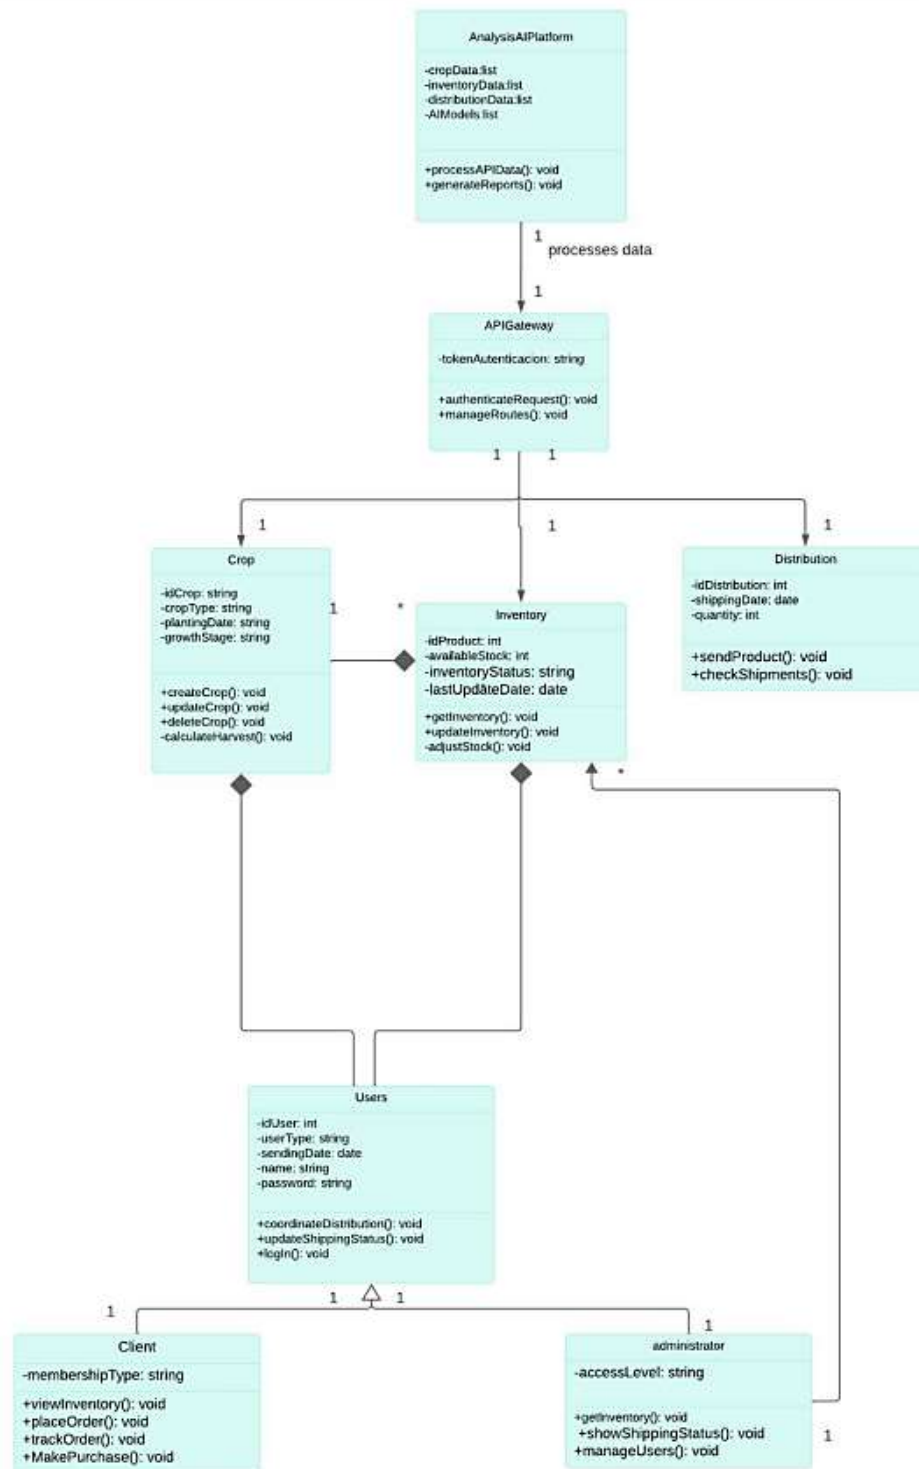 AnalysisAIPlatform
-cropData:list
-inventoryData:list
-distributionData:list
-AIModels:list
+processAPIData(): void
+generateReports(): void
1
processes data
1
APIGateway
-tokenAutenticacion: string
+authenticateRequest(): void
+manageRoutes(): void
1 1
1
1
1
Crop
-idCrop: string
-cropType: string
-plantingDate: string
-growthStage: string
+createCrop(): void
+updateCrop(): void
+deleteCrop(): void
-calculateHarvest(): void
1 *
Inventory
-idProduct: int
-availableStock: int
-inventoryStatus: string
-lastUpdateDate: date
+getInventory(): void
+updateInventory(): void
-adjustStock(): void
Distribution
-idDistribution: int
-shippingDate: date
-quantity: int
+sendProduct(): void
+checkShipments(): void
*
Users
-idUser: int
-userType: string
-sendingDate: date
-name: string
-password: string
+coordinateDistribution(): void
+updateShippingStatus(): void
+logIn(): void
1 1
1
1
Client
-membershipType: string
+viewInventory(): void
+placeOrder(): void
+trackOrder(): void
+MakePurchase(): void
administrator
-accessLevel: string
+getInventory(): void
+showShippingStatus(): void
+manageUsers(): void
1